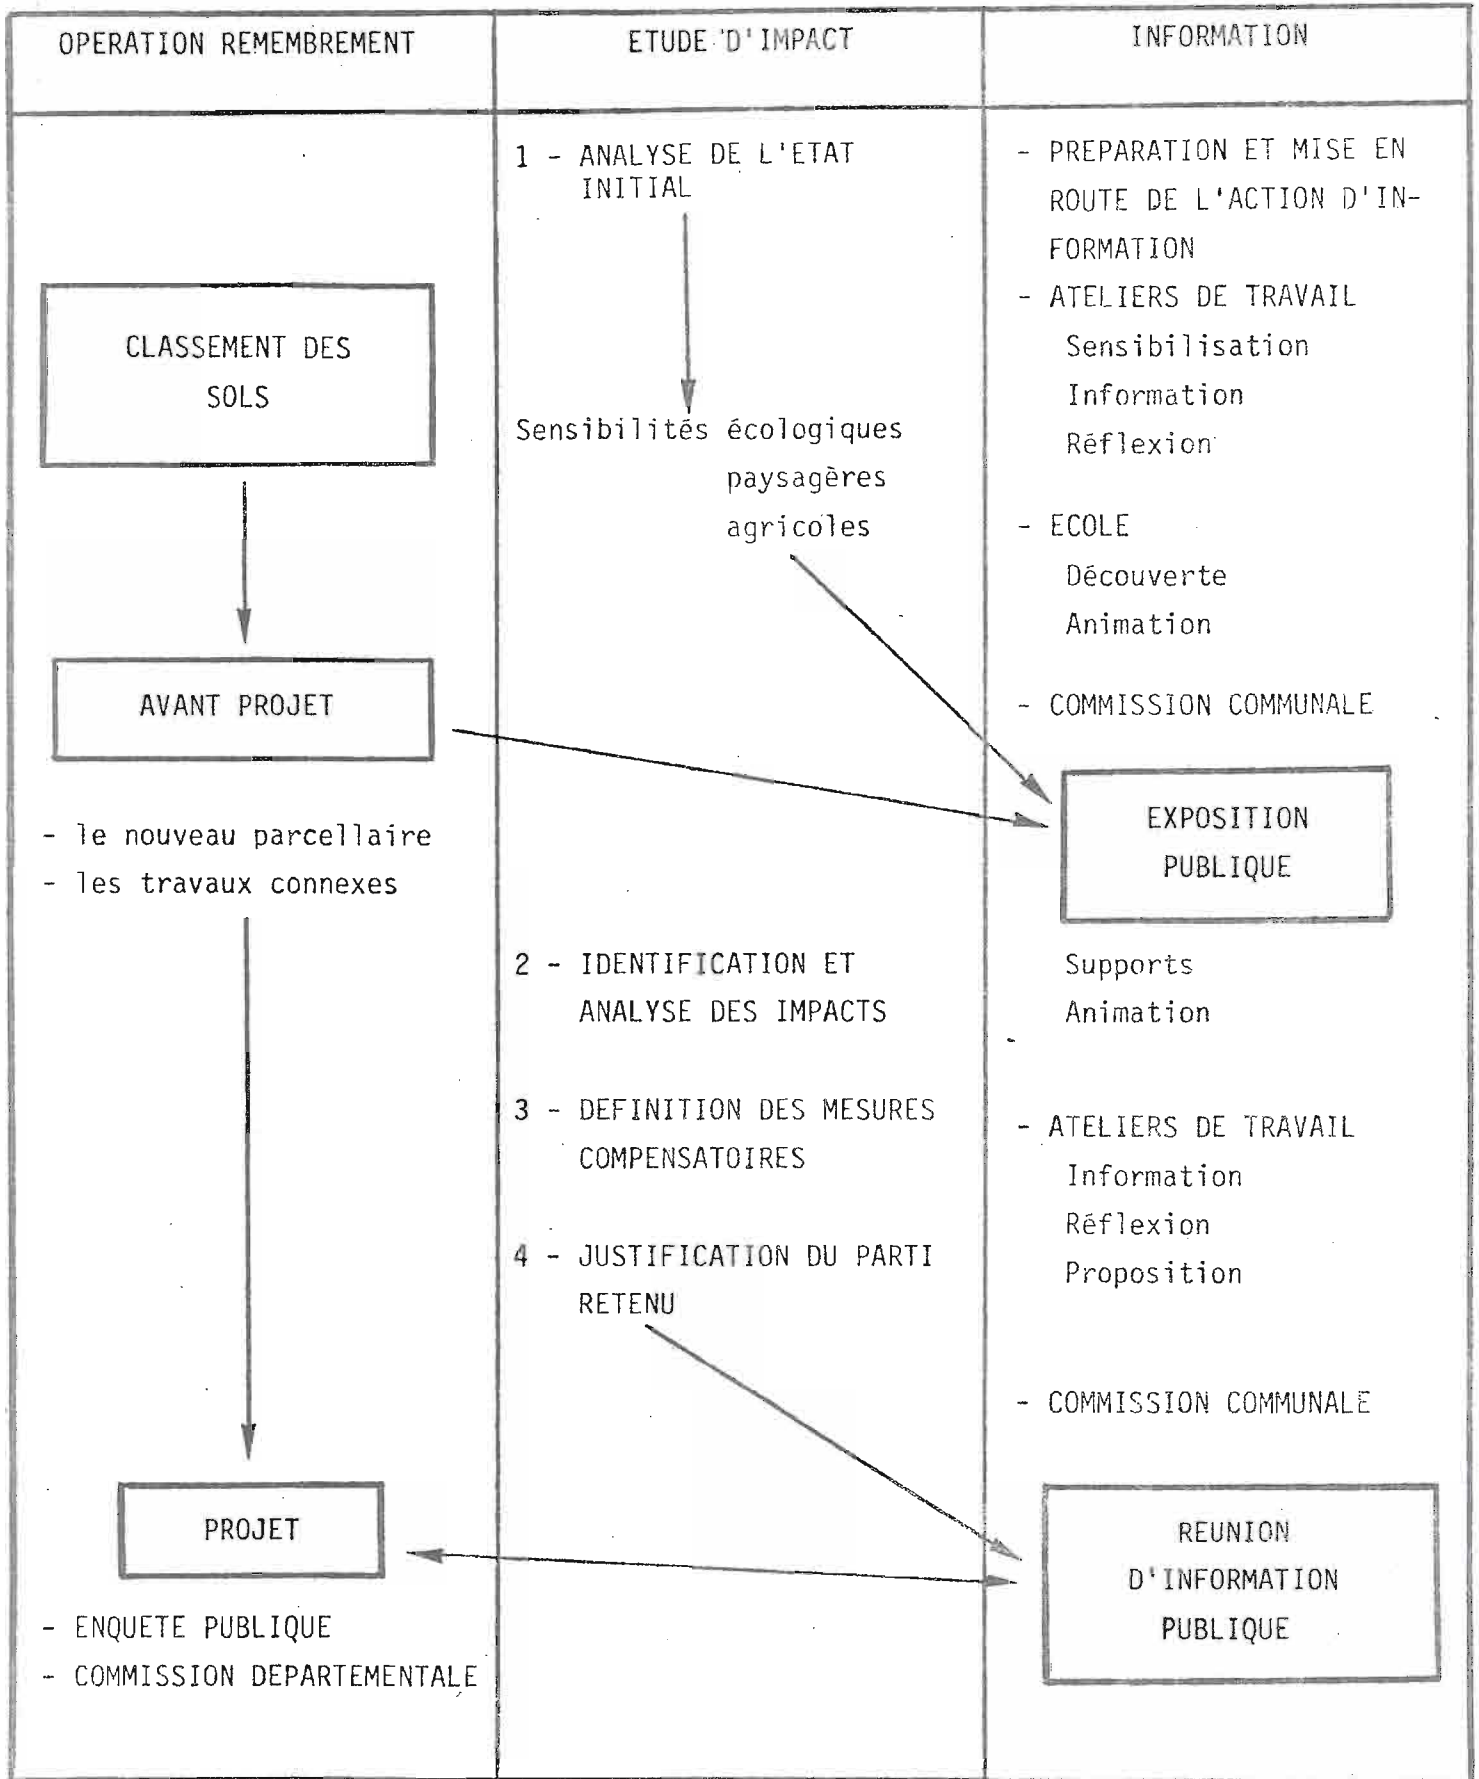 OPERATION REMEMBREMENT
ETUDE D'IMPACT
INFORMATION
CLASSEMENT DES
SOLS
AVANT PROJET
- le nouveau parcellaire
- les travaux connexes
PROJET
- ENQUETE PUBLIQUE
- COMMISSION DEPARTEMENTALE
1 - ANALYSE DE L'ETAT
INITIAL
Sensibilités écologiques
paysagères
agricoles
2 - IDENTIFICATION ET
ANALYSE DES IMPACTS
3 - DEFINITION DES MESURES
COMPENSATOIRES
4 - JUSTIFICATION DU PARTI
RETENU
- PREPARATION ET MISE EN
ROUTE DE L'ACTION D'IN-
FORMATION
- ATELIERS DE TRAVAIL
Sensibilisation
Information
Réflexion
- ECOLE
Découverte
Animation
- COMMISSION COMMUNALE
EXPOSITION
PUBLIQUE
Supports
Animation
- ATELIERS DE TRAVAIL
Information
Réflexion
Proposition
- COMMISSION COMMUNALE
REUNION
D'INFORMATION
PUBLIQUE